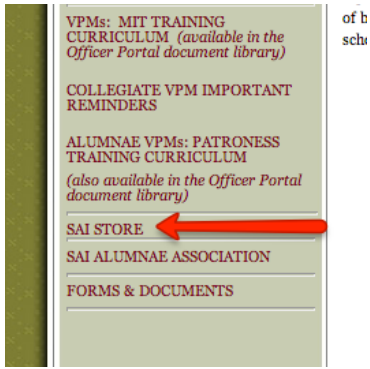 VPMs: MIT TRAINING
CURRICULUM (available in the
Officer Portal document library)
COLLEGIATE VPM IMPORTANT
REMINDERS
ALUMNAE VPMs: PATRONESS
TRAINING CURRICULUM
(also available in the Officer Portal
document library)
SAI STORE
SAI ALUMNAE ASSOCIATION
FORMS & DOCUMENTS
of